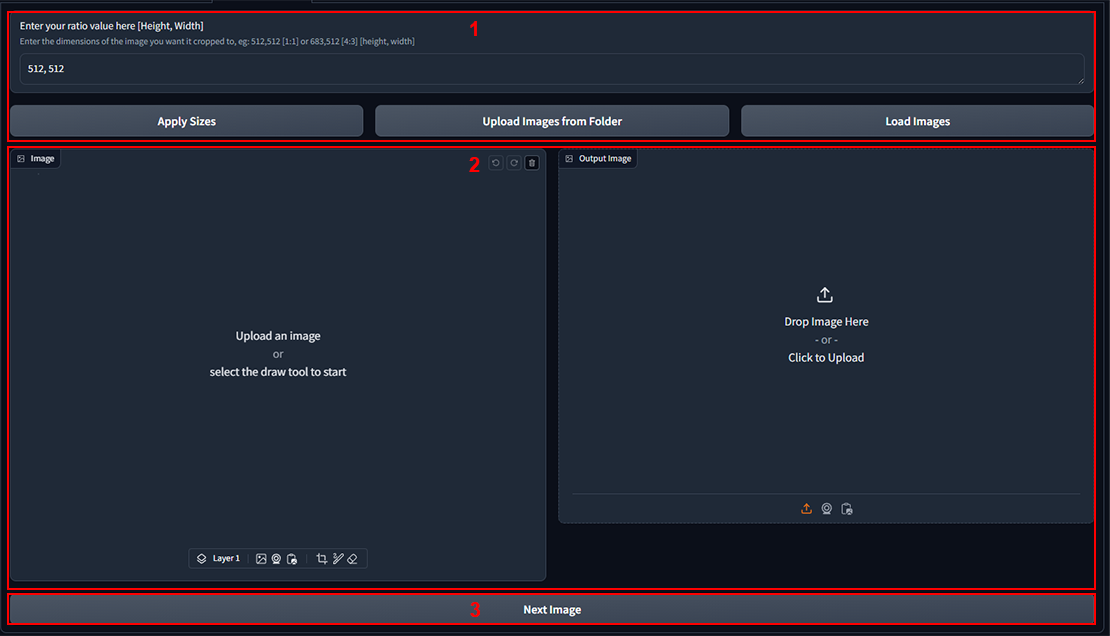 Enter your ratio value here [Height, Width]
1
Enter the dimensions of the image you want it cropped to, eg: 512,512 [1:1] or 683,512 [4:3] [height, width]
512, 512
Apply Sizes
Upload Images from Folder
Load Images
Image
2
Output Image
Upload an image
or
select the draw tool to start
Drop Image Here
- or -
Click to Upload
Layer 1
3
Next Image